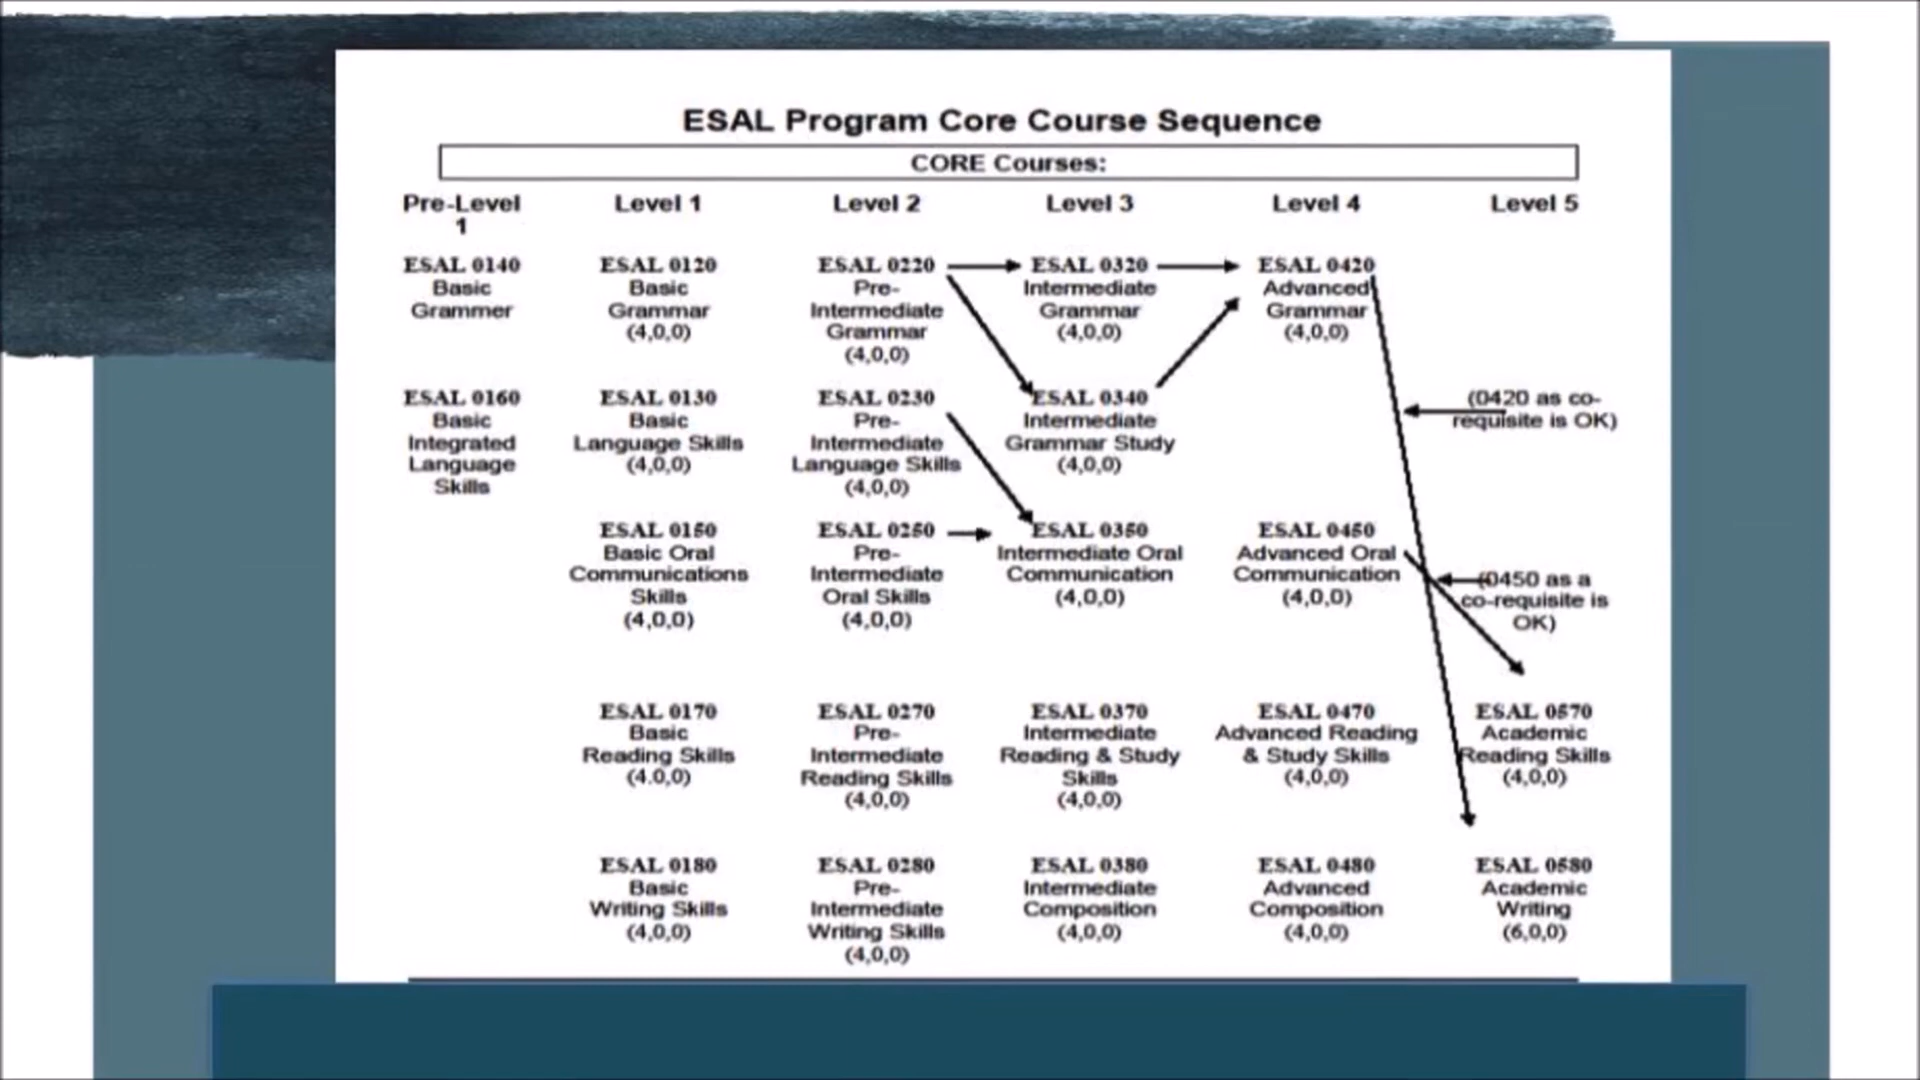 ESAL Program Core Course Sequence
CORE Courses:
Pre-Level
1
Level 1
Level 2
Level 3
Level 4
Level 5
ESAL 0140
Basic
Grammer
ESAL 0120
Basic
Grammar
(4,0,0)
ESAL 0220
Pre-
Intermediate
Grammar
(4,0,0)
ESAL 0320
Intermediate
Grammar
(4,0,0)
ESAL 0420
Advanced
Grammar
(4,0,0)
ESAL 0160
Basic
Integrated
Language
Skills
ESAL 0130
Basic
Language Skills
(4,0,0)
ESAL 0230
Pre-
Intermediate
Language Skills
(4,0,0)
ESAL 0340
Intermediate
Grammar Study
(4,0,0)
(0420 as co-
requisite is OK)
ESAL 0150
Basic Oral
Communications
Skills
(4,0,0)
ESAL 0250
Pre-
Intermediate
Oral Skills
(4,0,0)
ESAL 0350
Intermediate Oral
Communication
(4,0,0)
ESAL 0450
Advanced Oral
Communication
(4,0,0)
(0450 as a
co-requisite is
OK)
ESAL 0170
Basic
Reading Skills
(4.0,0)
ESAL 0270
Pre-
Intermediate
Reading Skills
(4,0,0)
ESAL 0370
Intermediate
Reading & Study
Skills
(4,0,0)
ESAL 0470
Advanced Reading
& Study Skills
(4,0,0)
ESAL 0570
Academic
Reading Skills
(4,0,0)
ESAL 0180
Basic
Writing Skills
(4,0,0)
ESAL 0280
Pre-
Intermediate
Writing Skills
(4,0,0)
ESAL 0380
Intermediate
Composition
(4,0,0)
ESAL 0480
Advanced
Composition
(4,0,0)
ESAL 0580
Academic
Writing
(6,0,0)